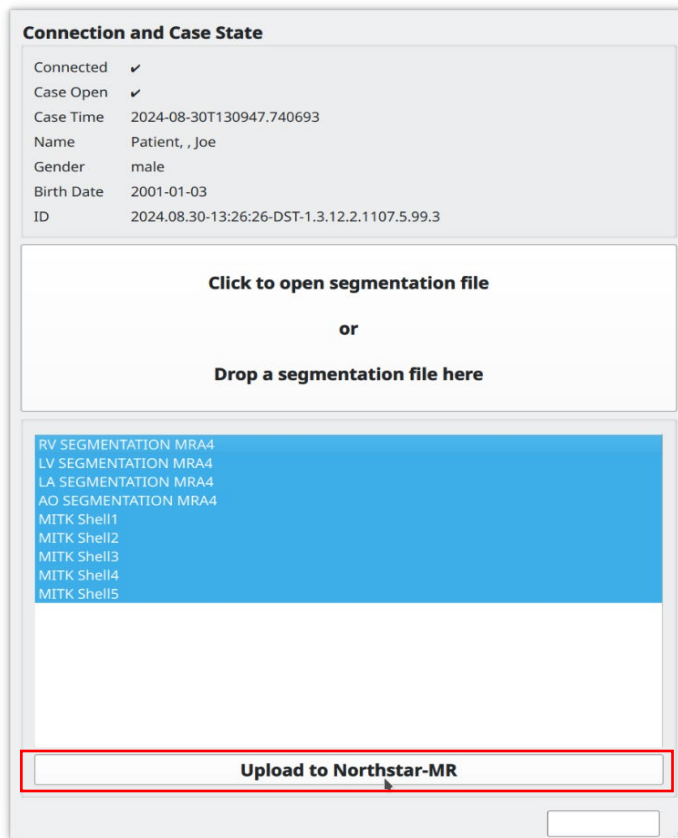 Connection and Case State
Connected ✔
Case Open ✔
Case Time 2024-08-30T130947.740693
Name Patient, , Joe
Gender male
Birth Date 2001-01-03
ID 2024.08.30-13:26:26-DST-1.3.12.2.1107.5.99.3
Click to open segmentation file
or
Drop a segmentation file here
RV SEGMENTATION MRA4
LV SEGMENTATION MRA4
LA SEGMENTATION MRA4
AO SEGMENTATION MRA4
MITK Shell1
MITK Shell2
MITK Shell3
MITK Shell4
MITK Shell5
Upload to Northstar-MR